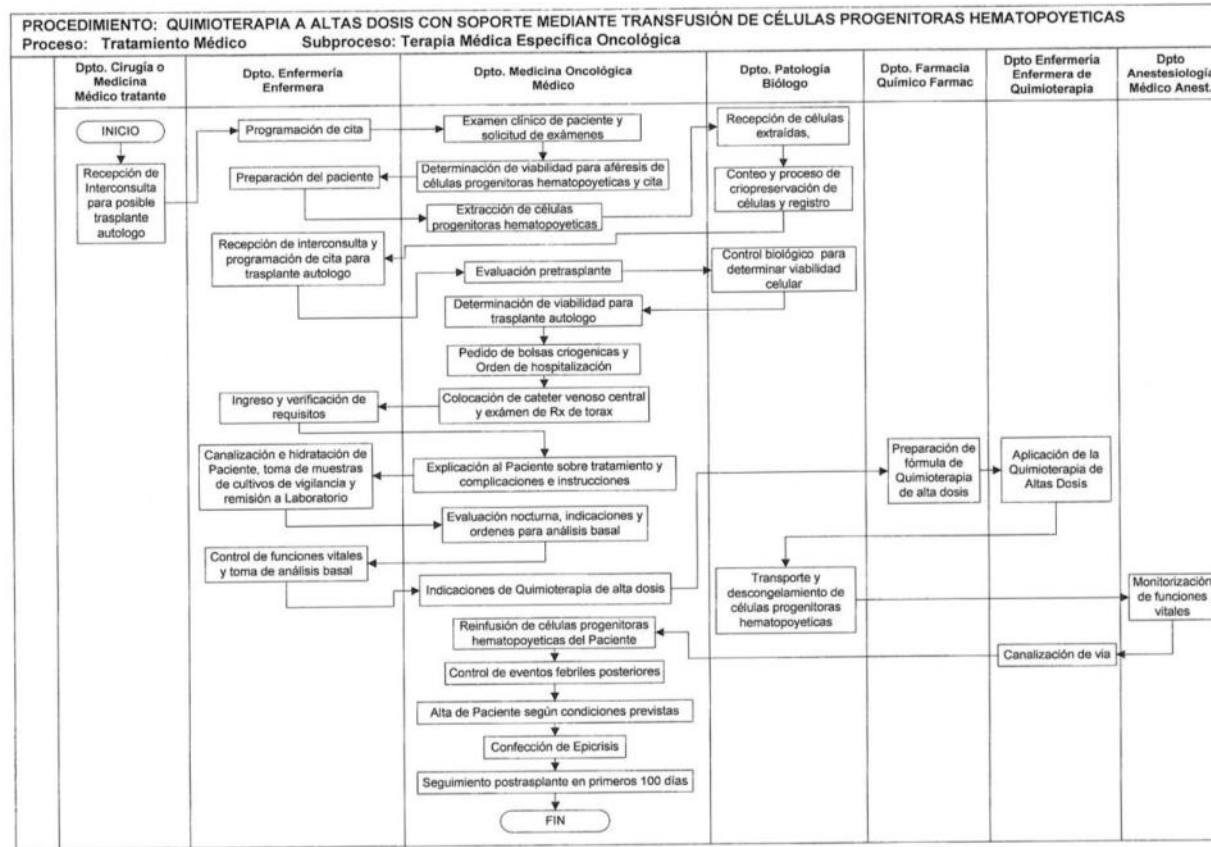 PROCEDIMIENTO: QUIMIOTERAPIA A ALTAS DOSIS CON SOPORTE MEDIANTE TRANSFUSIÓN DE CÉLULAS PROGENITORAS HEMATOPOYETICAS
Proceso: Tratamiento Médico Subproceso: Terapia Médica Específica Oncológica
Dpto. Cirugía o
Medicina
Médico tratante
Dpto. Enfermería
Enfermera
Dpto. Medicina Oncológica
Médico
Dpto. Patología
Biólogo
Dpto. Farmacia
Químico Farmac
Dpto Enfermería
Enfermera de
Quimioterapia
Dpto
Anestesiología
Médico Anest.
INICIO
Recepción de
Interconsulta
para posible
trasplante
autologo
Programación de cita
Examen clínico de paciente y
solicitud de exámenes
Determinación de viabilidad para aféresis de
células progenitoras hematopoyeticas y cita
Preparación del paciente
Extracción de células
progenitoras hematopoyeticas
Recepción de células
extraídas,
Conteo y proceso de
criopreservación de
células y registro
Recepción de interconsulta y
programación de cita para
trasplante autologo
Evaluación pretrasplante
Control biológico para
determinar viabilidad
celular
Determinación de viabilidad para
trasplante autologo
Pedido de bolsas criogenicas y
Orden de hospitalización
Colocación de cateter venoso central
y exámen de Rx de torax
Ingreso y verificación de
requisitos
Explicación al Paciente sobre tratamiento y
complicaciones e instrucciones
Canalización e hidratación de
Paciente, toma de muestras
de cultivos de vigilancia y
remisión a Laboratorio
Evaluación nocturna, indicaciones y
ordenes para análisis basal
Control de funciones vitales
y toma de análisis basal
Indicaciones de Quimioterapia de alta dosis
Preparación de
fórmula de
Quimioterapia
de alta dosis
Aplicación de la
Quimioterapia de
Altas Dosis
Transporte y
descongelamiento de
células progenitoras
hematopoyeticas
Monitorización
de funciones
vitales
Canalización de via
Reinfusión de células progenitoras
hematopoyeticas del Paciente
Control de eventos febriles posteriores
Alta de Paciente según condiciones previstas
Confección de Epicrisis
Seguimiento postrasplante en primeros 100 días
FIN